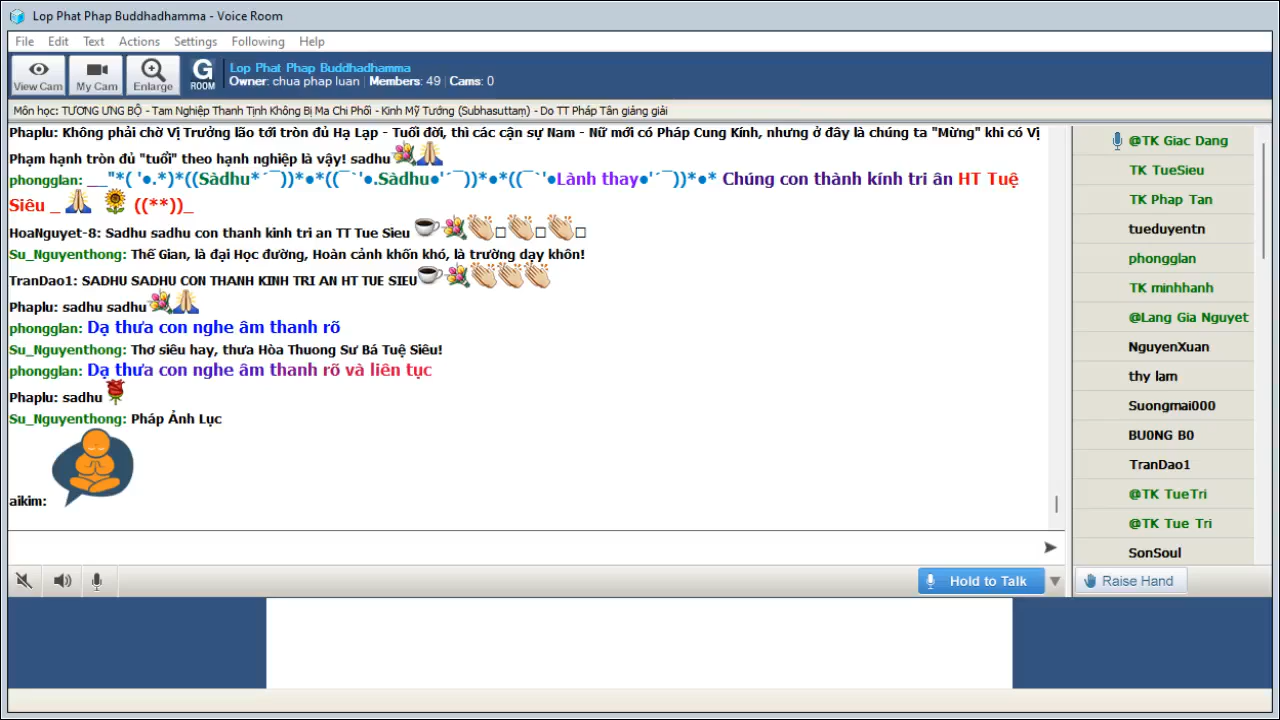 Lop Phat Phap Buddhadhamma - Voice Room
File Edit Text Actions Settings Following Help
View Cam My Cam Enlarge G ROOM
Lop Phat Phap Buddhadhamma
Owner: chua phap luan | Members: 49 | Cams: 0
Môn học: TƯƠNG ƯNG BỘ - Tam Nghiệp Thanh Tịnh Không Bị Ma Chi Phối - Kinh Mỹ Tướng (Subhasuttaṃ) - Do TT Pháp Tân giảng giải
Phaplu: Không phải chờ Vị Trưởng lão tới tròn đủ Hạ Lạp - Tuổi đời, thì các cận sự Nam - Nữ mới có Pháp Cung Kính, nhưng ở đây là chúng ta "Mừng" khi có Vị
Phạm hạnh tròn đủ "tuổi" theo hạnh nghiệp là vậy! sadhu💐🙏
phongglan: __"*( '●.*)*((Sàdhu*´¯))*●*((¯`'●.Sàdhu●'´¯))*●*((¯`'●Lành thay●'´¯))*●* Chúng con thành kính tri ân HT Tuệ
Siêu _ 🙏 🌻 ((**))_
HoaNguyet-8: Sadhu sadhu con thanh kinh tri an TT Tue Sieu ☕💐👏□👏□👏□
Su_Nguyenthong: Thế Gian, là đại Học đường, Hoàn cảnh khốn khó, là trường dạy khôn!
TranDao1: SADHU SADHU CON THANH KINH TRI AN HT TUE SIEU☕💐👏👏👏
Phaplu: sadhu sadhu💐🙏
phongglan: Dạ thưa con nghe âm thanh rõ
Su_Nguyenthong: Thơ siêu hay, thưa Hòa Thuong Sư Bá Tuệ Siêu!
phongglan: Dạ thưa con nghe âm thanh rõ và liên tục
Phaplu: sadhu 🌹
Su_Nguyenthong: Pháp Ảnh Lục
aikim:
Hold to Talk
@TK Giac Dang
TK TueSieu
TK Phap Tan
tueduyentn
phongglan
TK minhhanh
@Lang Gia Nguyet
NguyenXuan
thy lam
Suongmai000
BU0NG B0
TranDao1
@TK TueTri
@TK Tue Tri
SonSoul
Raise Hand